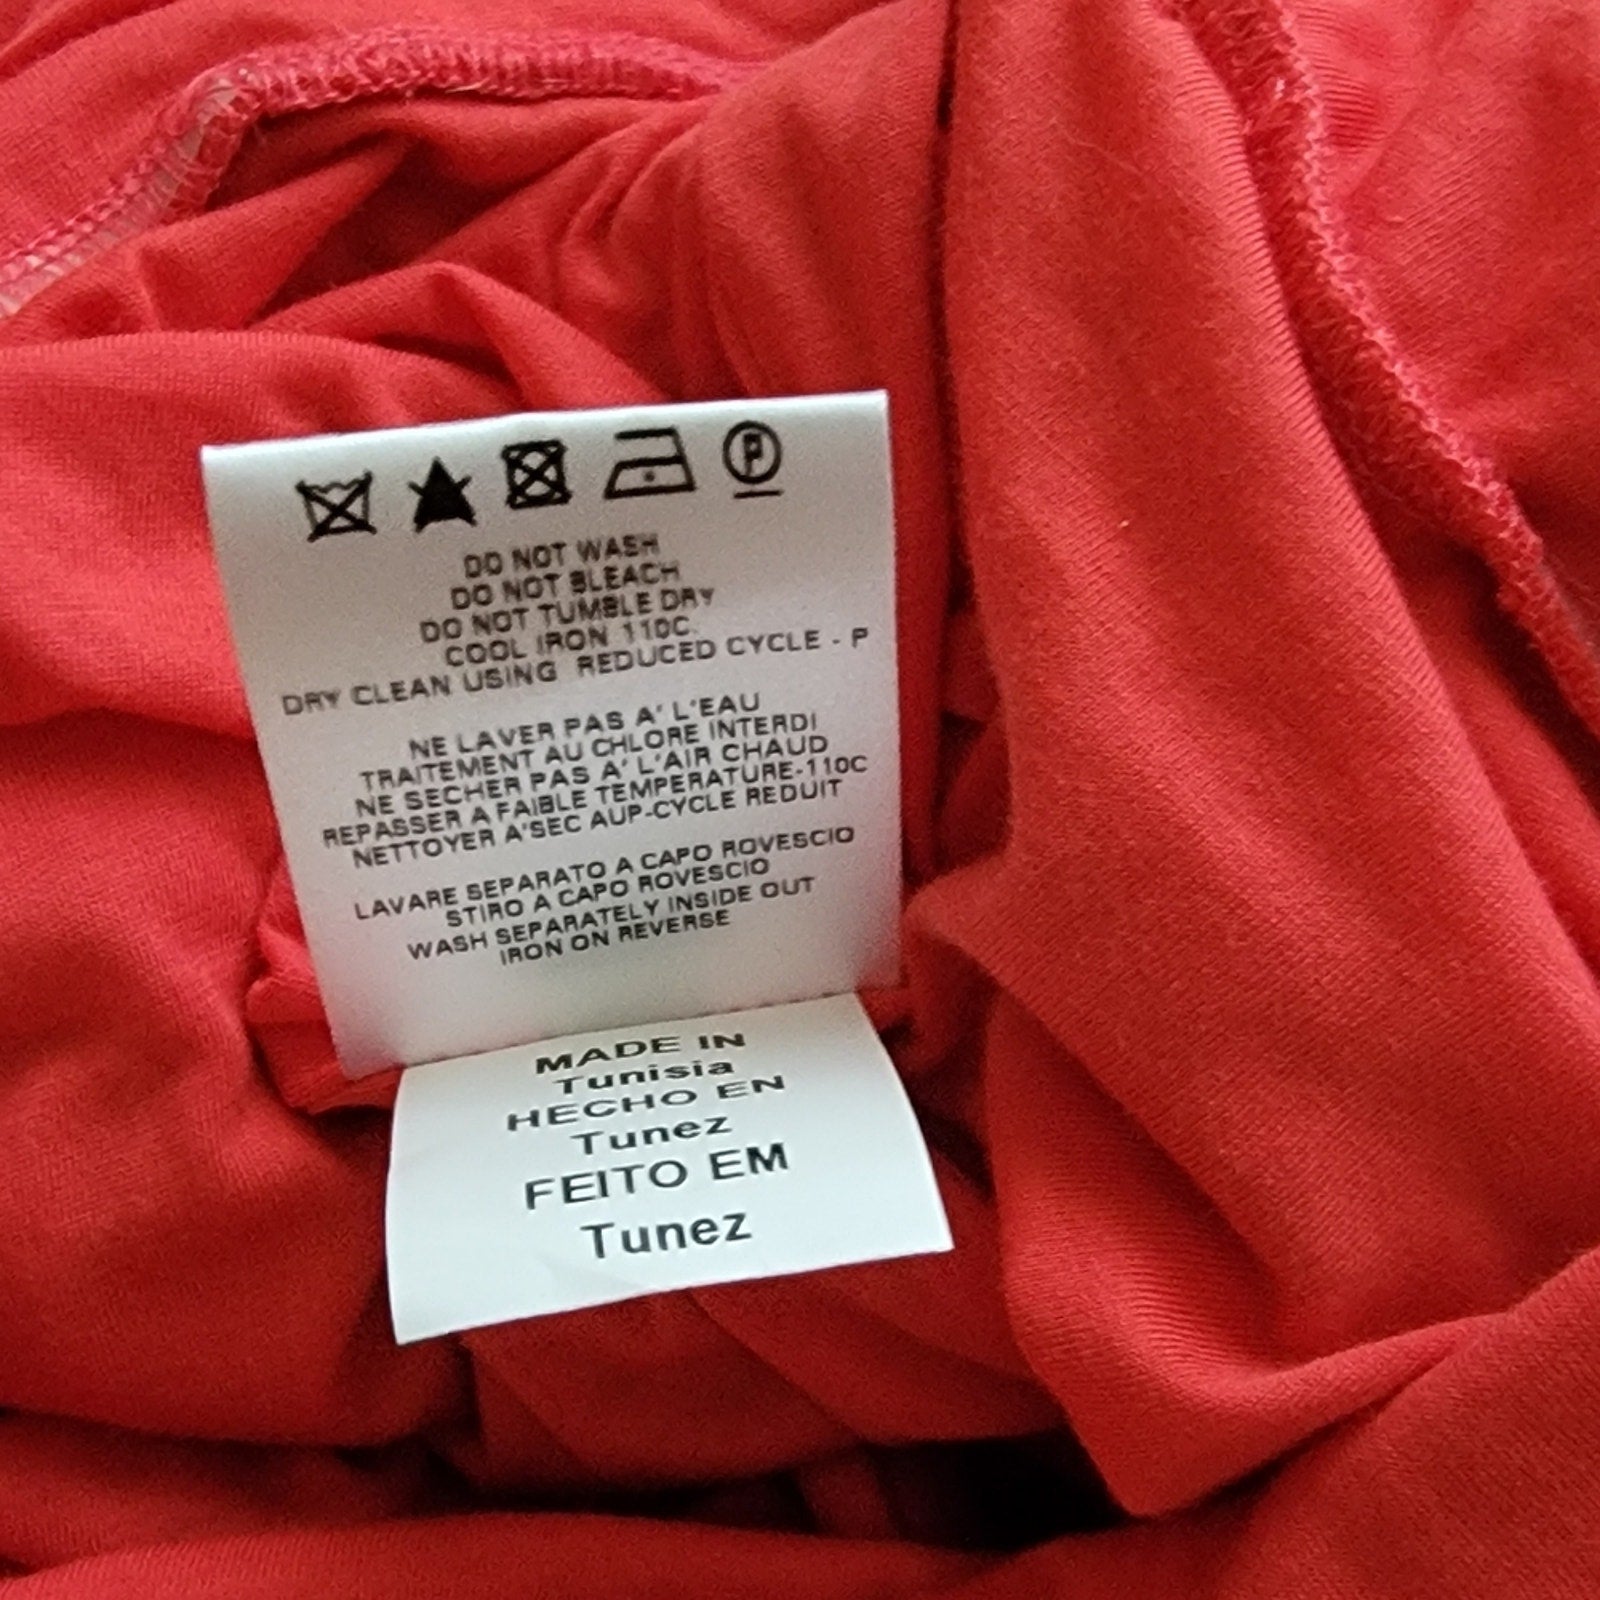 P
DO NOT WASH
DO NOT BLEACH
DO NOT TUMBLE DRY
COOL IRON 110C
DRY CLEAN USING REDUCED CYCLE - P
NE LAVER PAS A' L'EAU
TRAITEMENT AU CHLORE INTERDI
NE SECHER PAS A' L'AIR CHAUD
REPASSER A FAIBLE TEMPERATURE-110C
NETTOYER A'SEC AUP-CYCLE REDUIT
LAVARE SEPARATO A CAPO ROVESCIO
STIRO A CAPO ROVESCIO
WASH SEPARATELY INSIDE OUT
IRON ON REVERSE
MADE IN
Tunisia
HECHO EN
Tunez
FEITO EM
Tunez